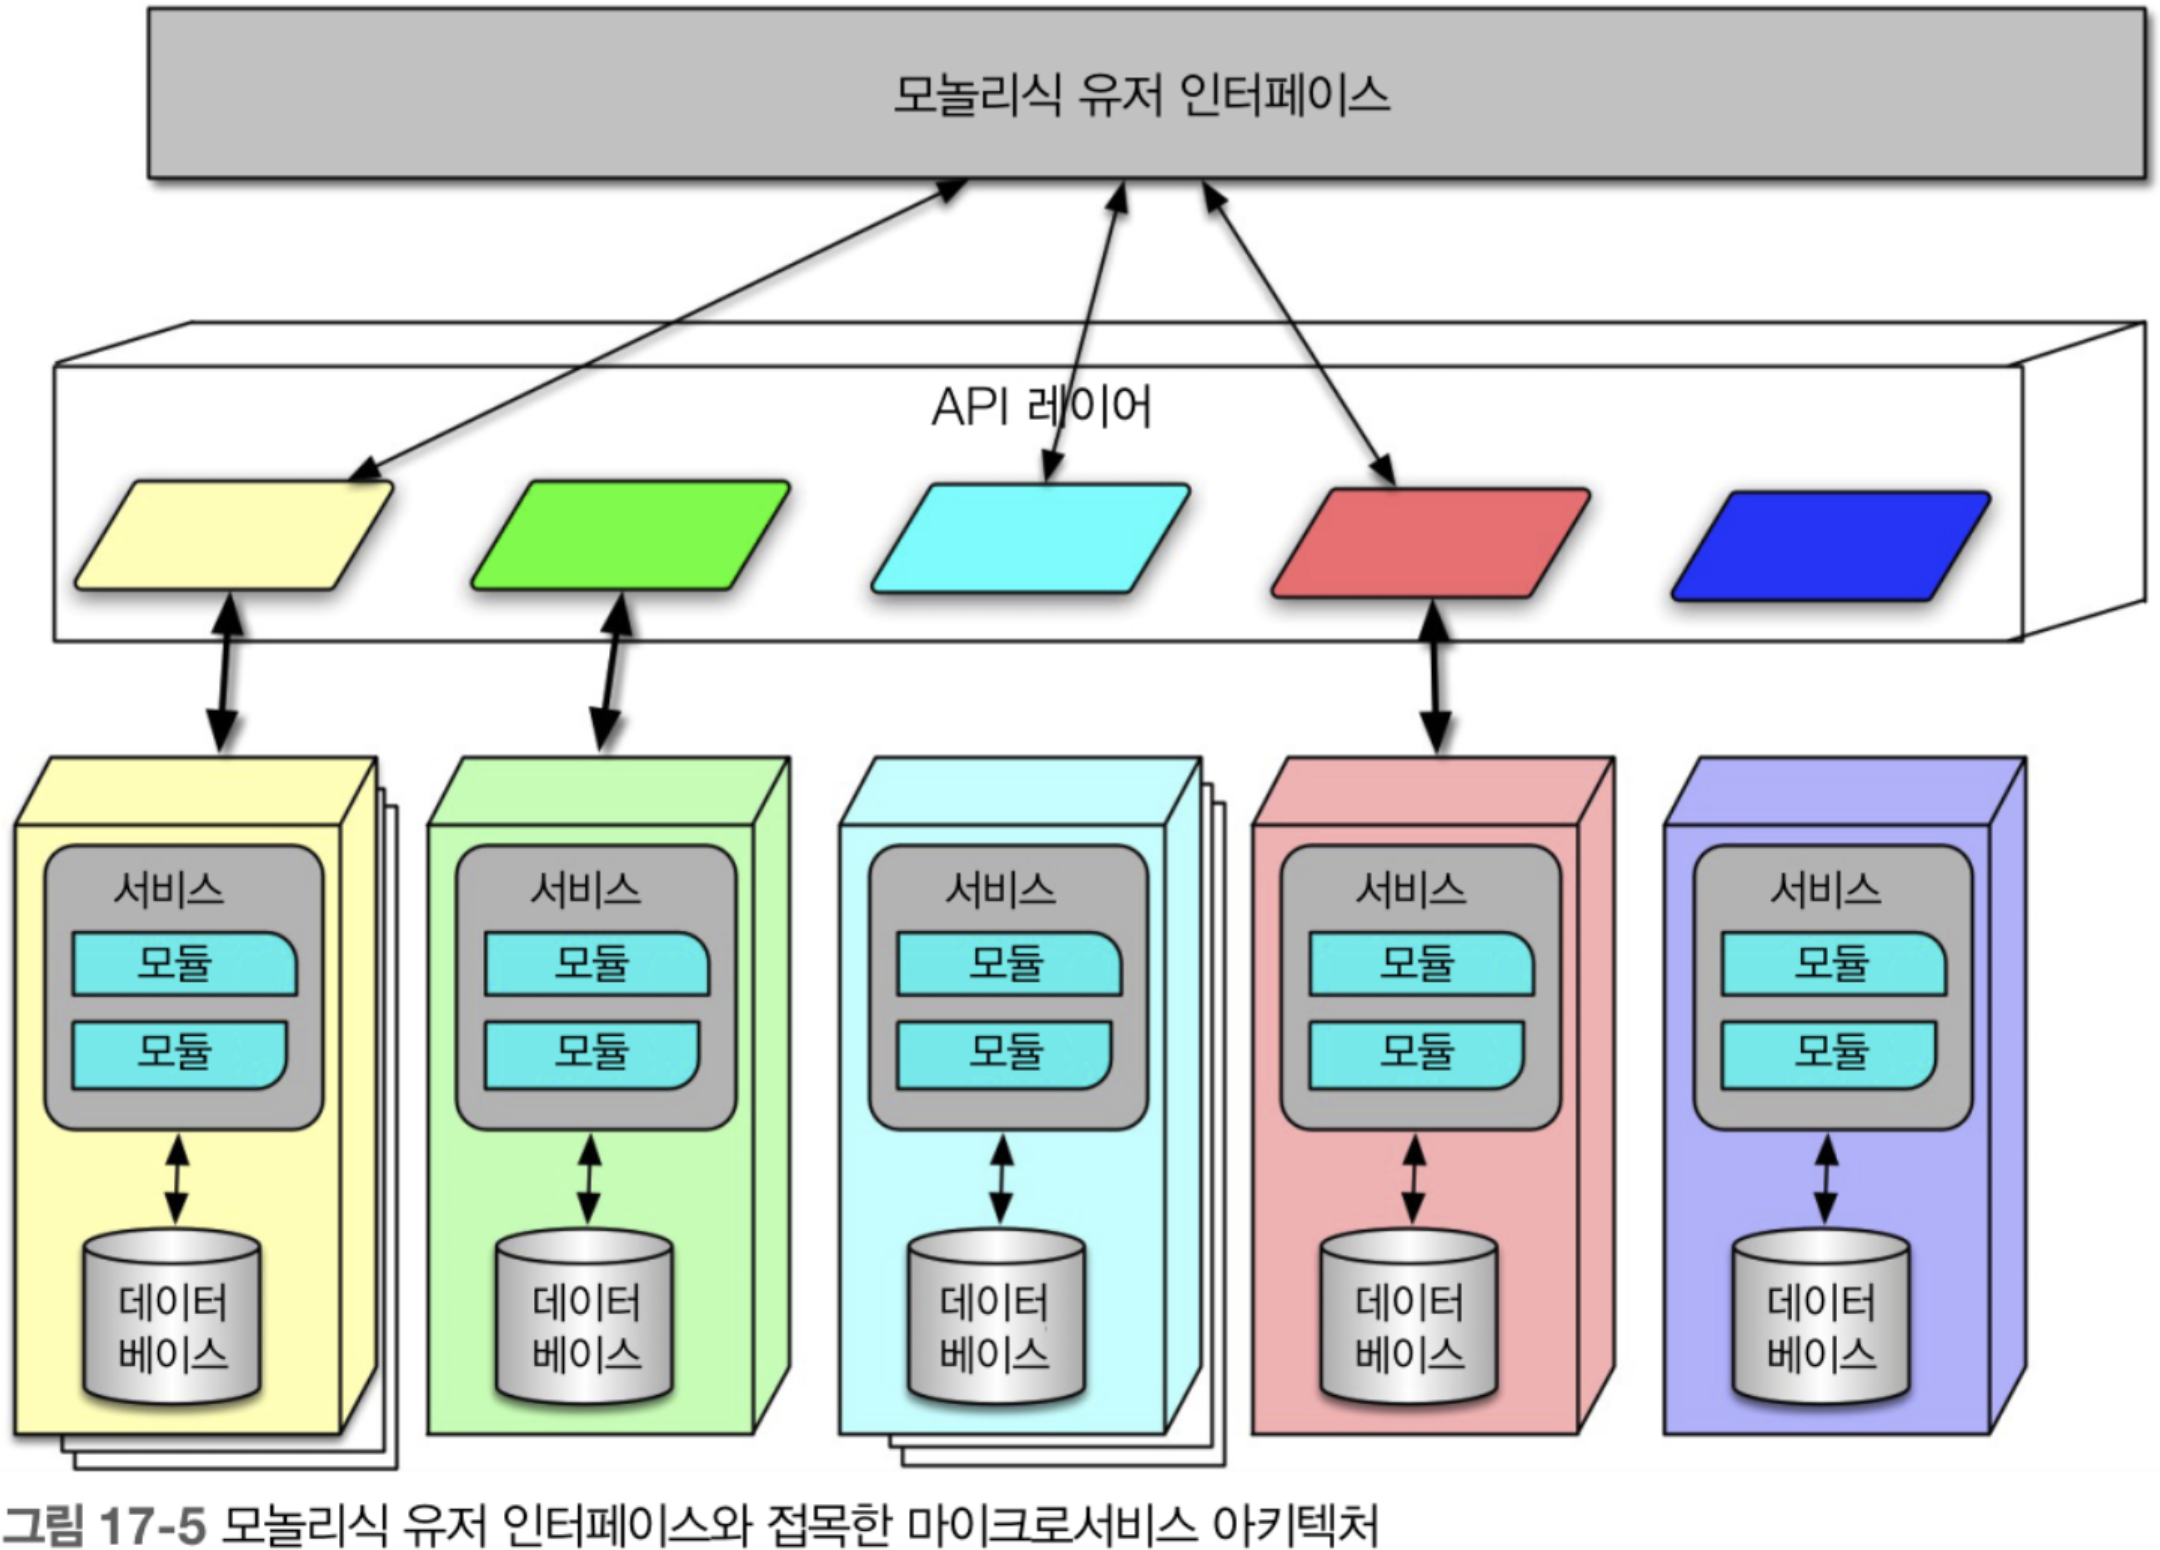 모놀리식 유저 인터페이스
API 레이어
서비스
모듈
모듈
데이터
베이스
서비스
모듈
모듈
데이터
베이스
서비스
모듈
모듈
데이터
베이스
서비스
모듈
모듈
데이터
베이스
서비스
모듈
모듈
데이터
베이스
그림 17-5 모놀리식 유저 인터페이스와 접목한 마이크로서비스 아키텍처